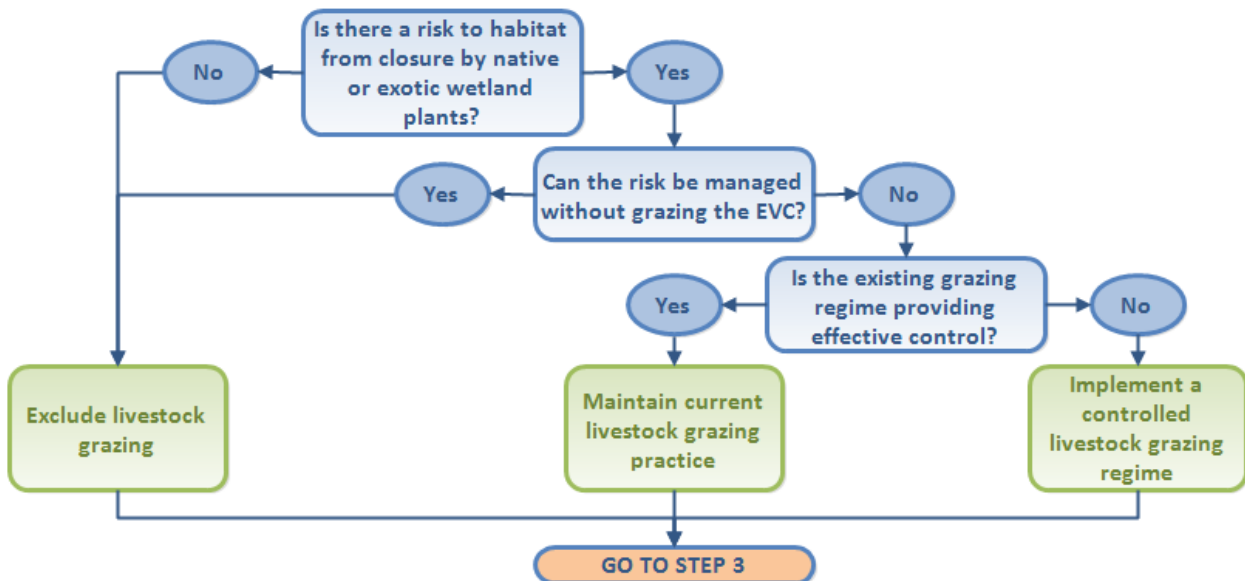 Is there a risk to habitat
from closure by native
or exotic wetland
plants?
No
Yes
Can the risk be managed
without grazing the EVC?
Yes
No
Is the existing grazing
regime providing
effective control?
Yes
No
Exclude livestock
grazing
Maintain current
livestock grazing
practice
Implement a
controlled
livestock grazing
regime
GO TO STEP 3